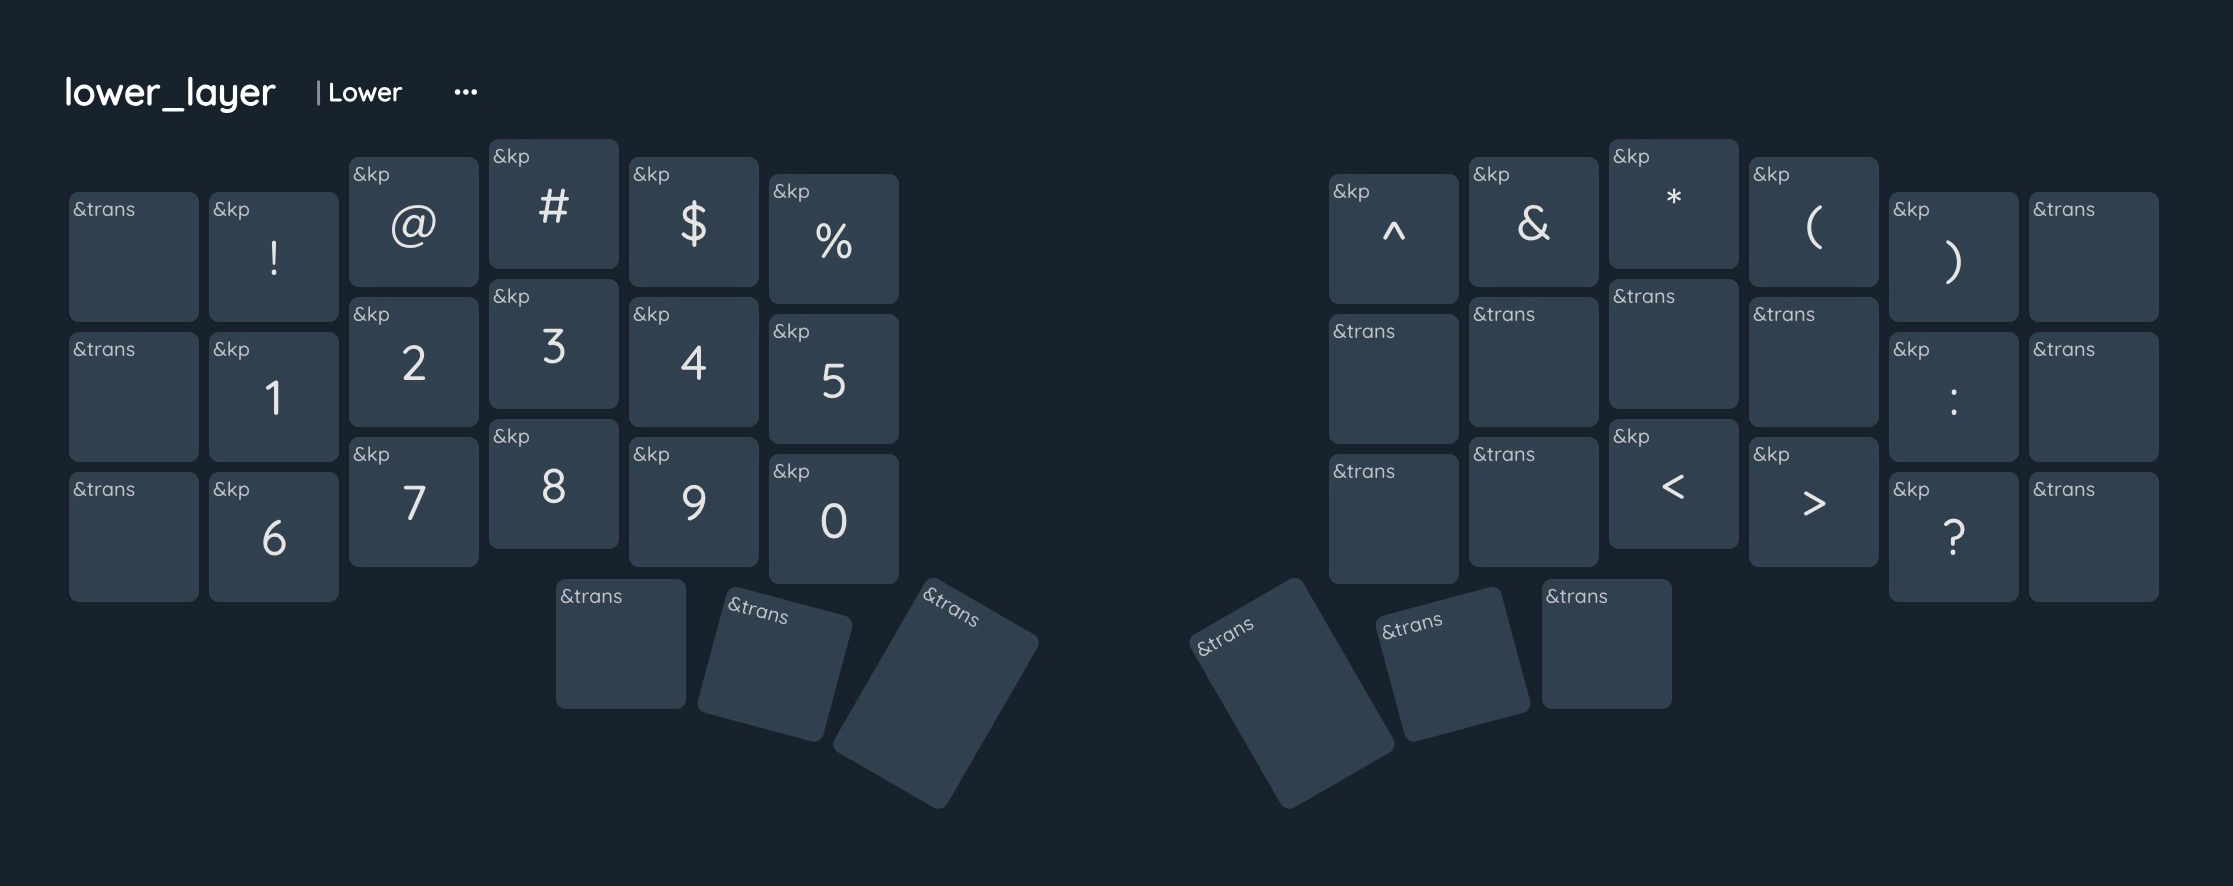 lower_layer | Lower ...
&trans &kp &kp &kp &kp &kp &kp &kp &kp &kp &kp &trans
! @ # $ % ^ & * ( )
&trans &kp &kp &kp &kp &kp &trans &trans &trans &trans &kp &trans
1 2 3 4 5 :
&trans &kp &kp &kp &kp &kp &trans &trans &kp &kp &kp &trans
6 7 8 9 0 < > ?
&trans &trans &trans &trans &trans &trans